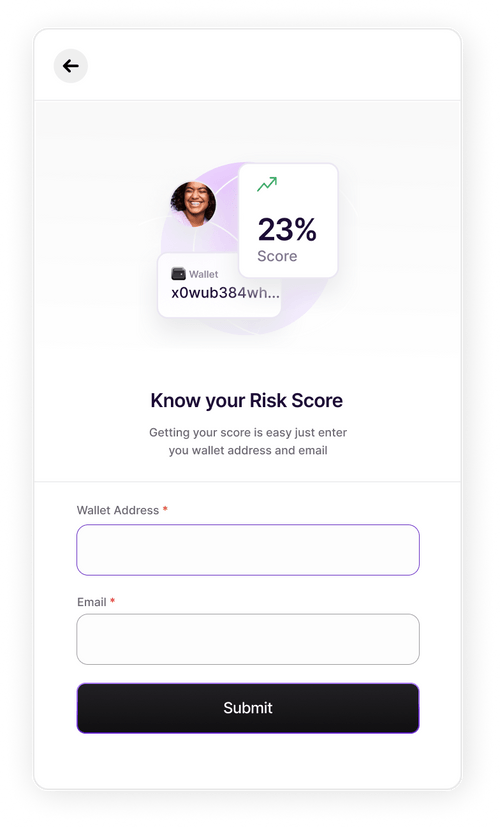 23%
Score
Wallet
x0wub384wh...
Know your Risk Score
Getting your score is easy just enter
you wallet address and email
Wallet Address *
Email *
Submit